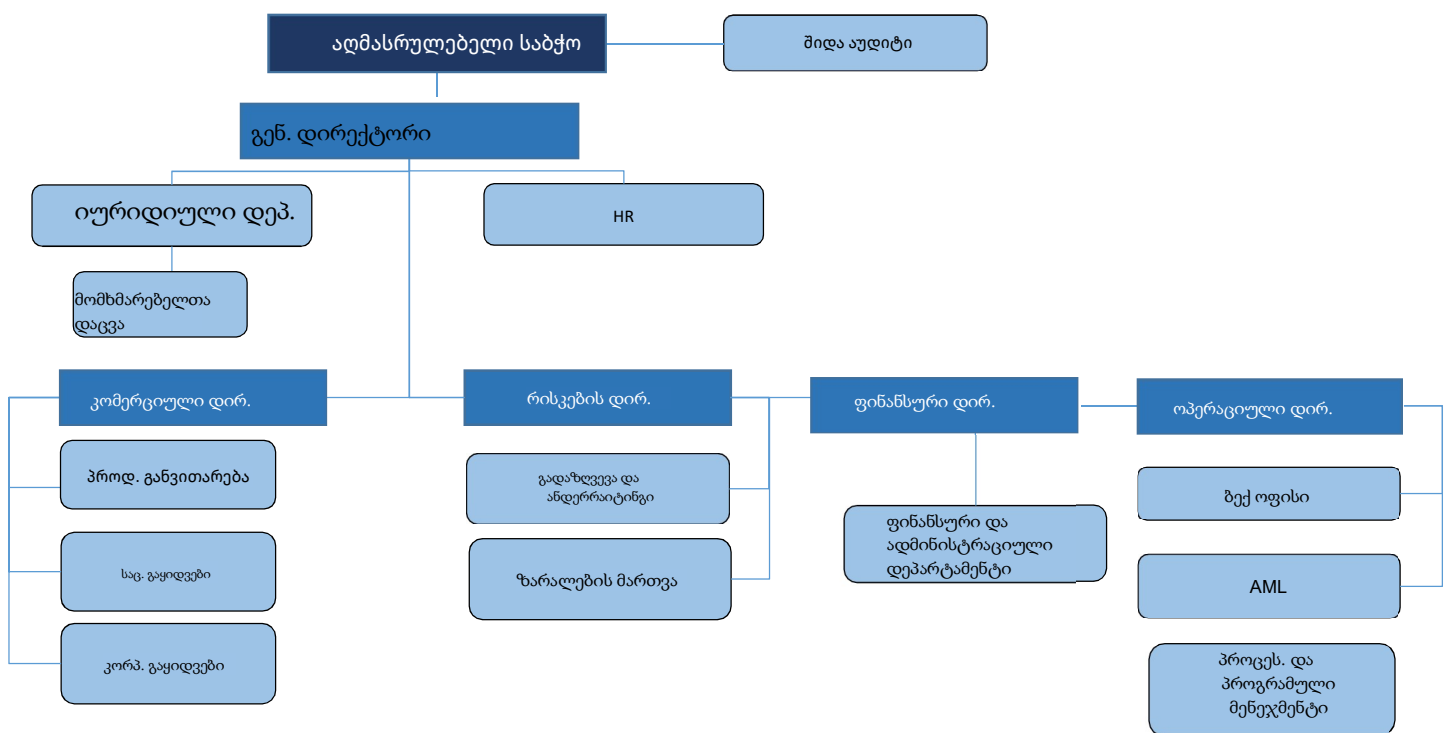 აღმასრულებელი საბჭო
შიდა აუდიტი
გენ. დირექტორი
იურიდიული დეპ.
HR
მომხმარებელთა
დაცვა
კომერციული დირ.
რისკების დირ.
ფინანსური დირ.
ოპერაციული დირ.
პროდ. განვითარება
გადაზღვევა და
ანდერრაიტინგი
ფინანსური და
ადმინისტრაციული
დეპარტამენტი
ბექ ოფისი
საც. გაყიდვები
ზარალების მართვა
AML
კორპ. გაყიდვები
პროცეს. და
პროგრამული
მენეჯმენტი